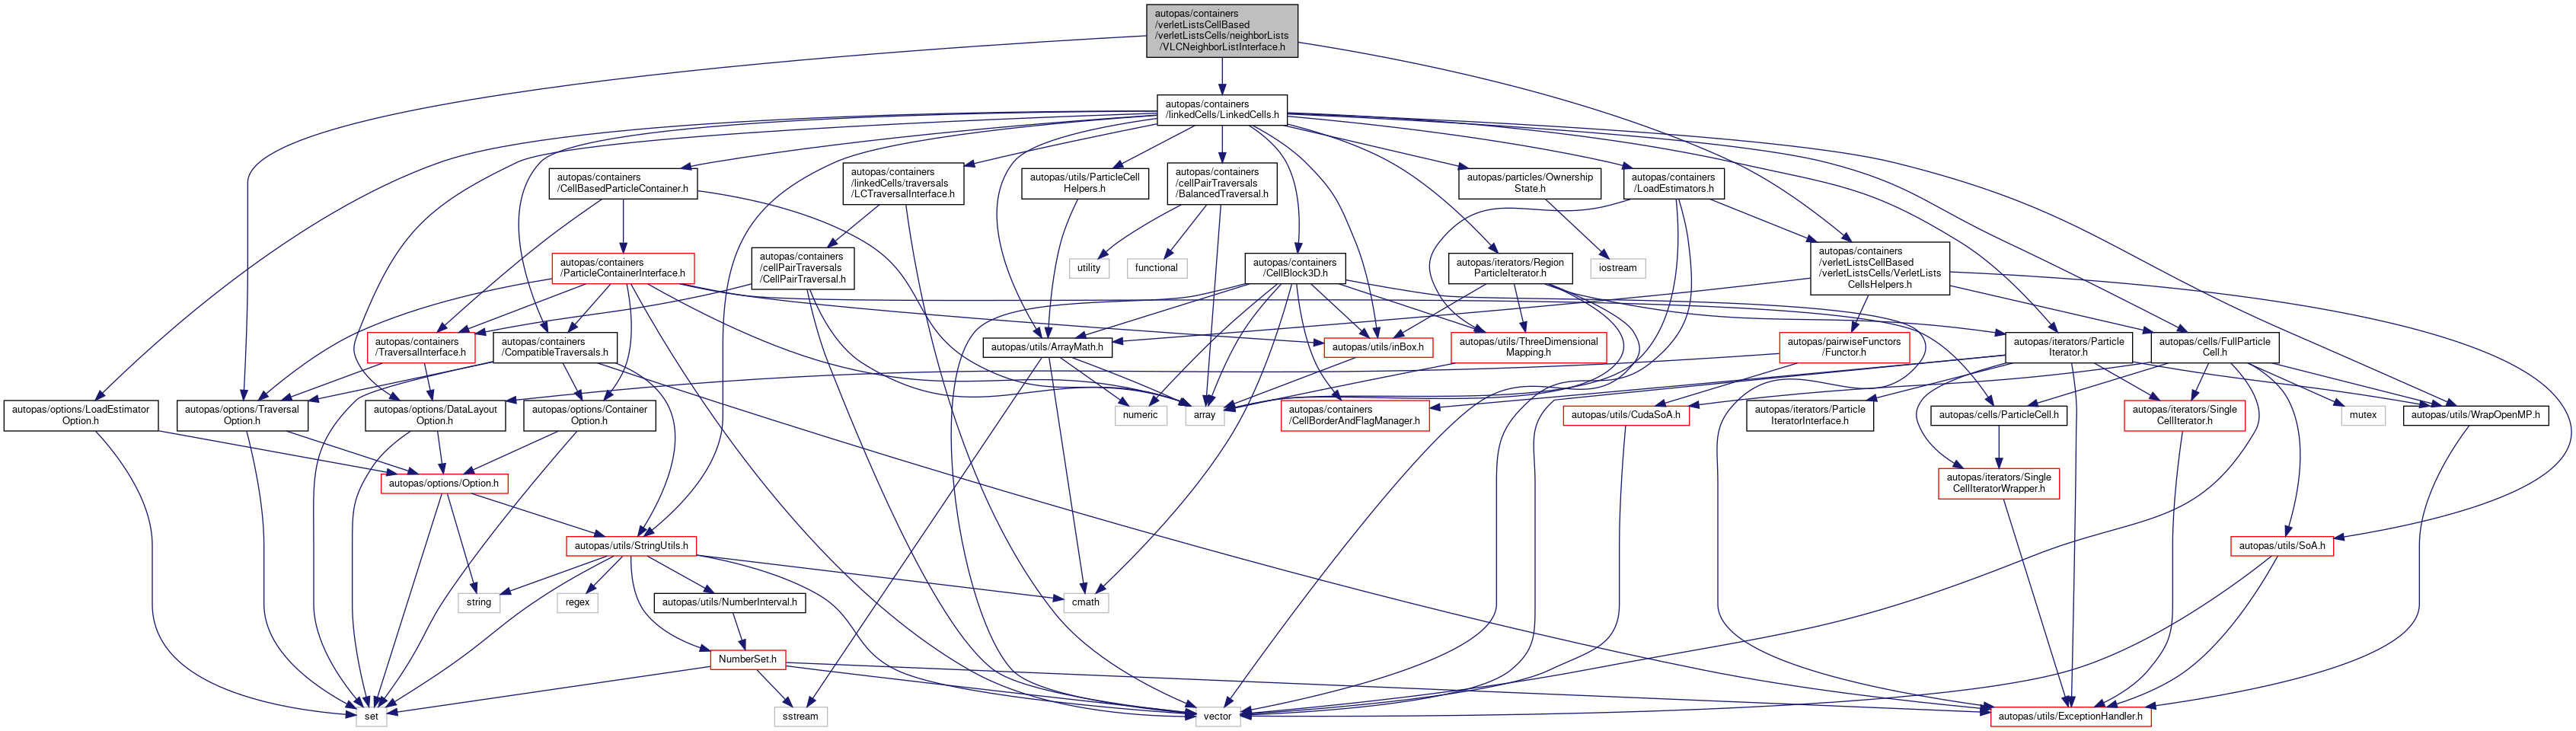 autopas/containers
/verletListsCellBased
/verletListsCells/neighborLists
/VLCNeighborListInterface.h
autopas/containers
/linkedCells/LinkedCells.h
autopas/containers
/CellBasedParticleContainer.h
autopas/containers
/linkedCells/traversals
/LCTraversalInterface.h
autopas/utils/ParticleCell
Helpers.h
autopas/containers
/cellPairTraversals
/BalancedTraversal.h
autopas/particles/Ownership
State.h
autopas/containers
/LoadEstimators.h
autopas/containers
/ParticleContainerInterface.h
autopas/containers
/cellPairTraversals
/CellPairTraversal.h
utility
functional
autopas/containers
/CellBlock3D.h
autopas/iterators/Region
ParticleIterator.h
iostream
autopas/containers
/verletListsCellBased
/verletListsCells/VerletLists
CellsHelpers.h
autopas/containers
/TraversalInterface.h
autopas/containers
/CompatibleTraversals.h
autopas/utils/ArrayMath.h
autopas/utils/inBox.h
autopas/utils/ThreeDimensional
Mapping.h
autopas/pairwiseFunctors
/Functor.h
autopas/iterators/Particle
Iterator.h
autopas/cells/FullParticle
Cell.h
autopas/options/LoadEstimator
Option.h
autopas/options/Traversal
Option.h
autopas/options/DataLayout
Option.h
autopas/options/Container
Option.h
numeric
array
autopas/containers
/CellBorderAndFlagManager.h
autopas/utils/CudaSoA.h
autopas/iterators/Particle
IteratorInterface.h
autopas/cells/ParticleCell.h
autopas/iterators/Single
CellIterator.h
mutex
autopas/utils/WrapOpenMP.h
autopas/options/Option.h
autopas/iterators/Single
CellIteratorWrapper.h
autopas/utils/StringUtils.h
autopas/utils/SoA.h
string
regex
autopas/utils/NumberInterval.h
cmath
NumberSet.h
set
sstream
vector
autopas/utils/ExceptionHandler.h